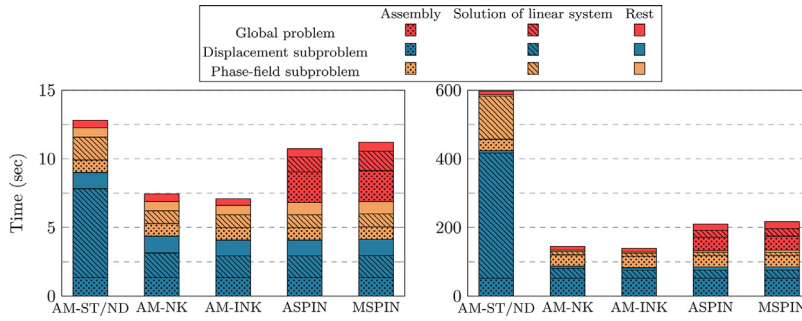 Assembly Solution of linear system Rest
Global problem
Displacement subproblem
Phase-field subproblem
Time (sec)
15
10
5
0
AM-ST/ND AM-NK AM-INK ASPIN MSPIN
600
400
200
0
AM-ST/ND AM-NK AM-INK ASPIN MSPIN